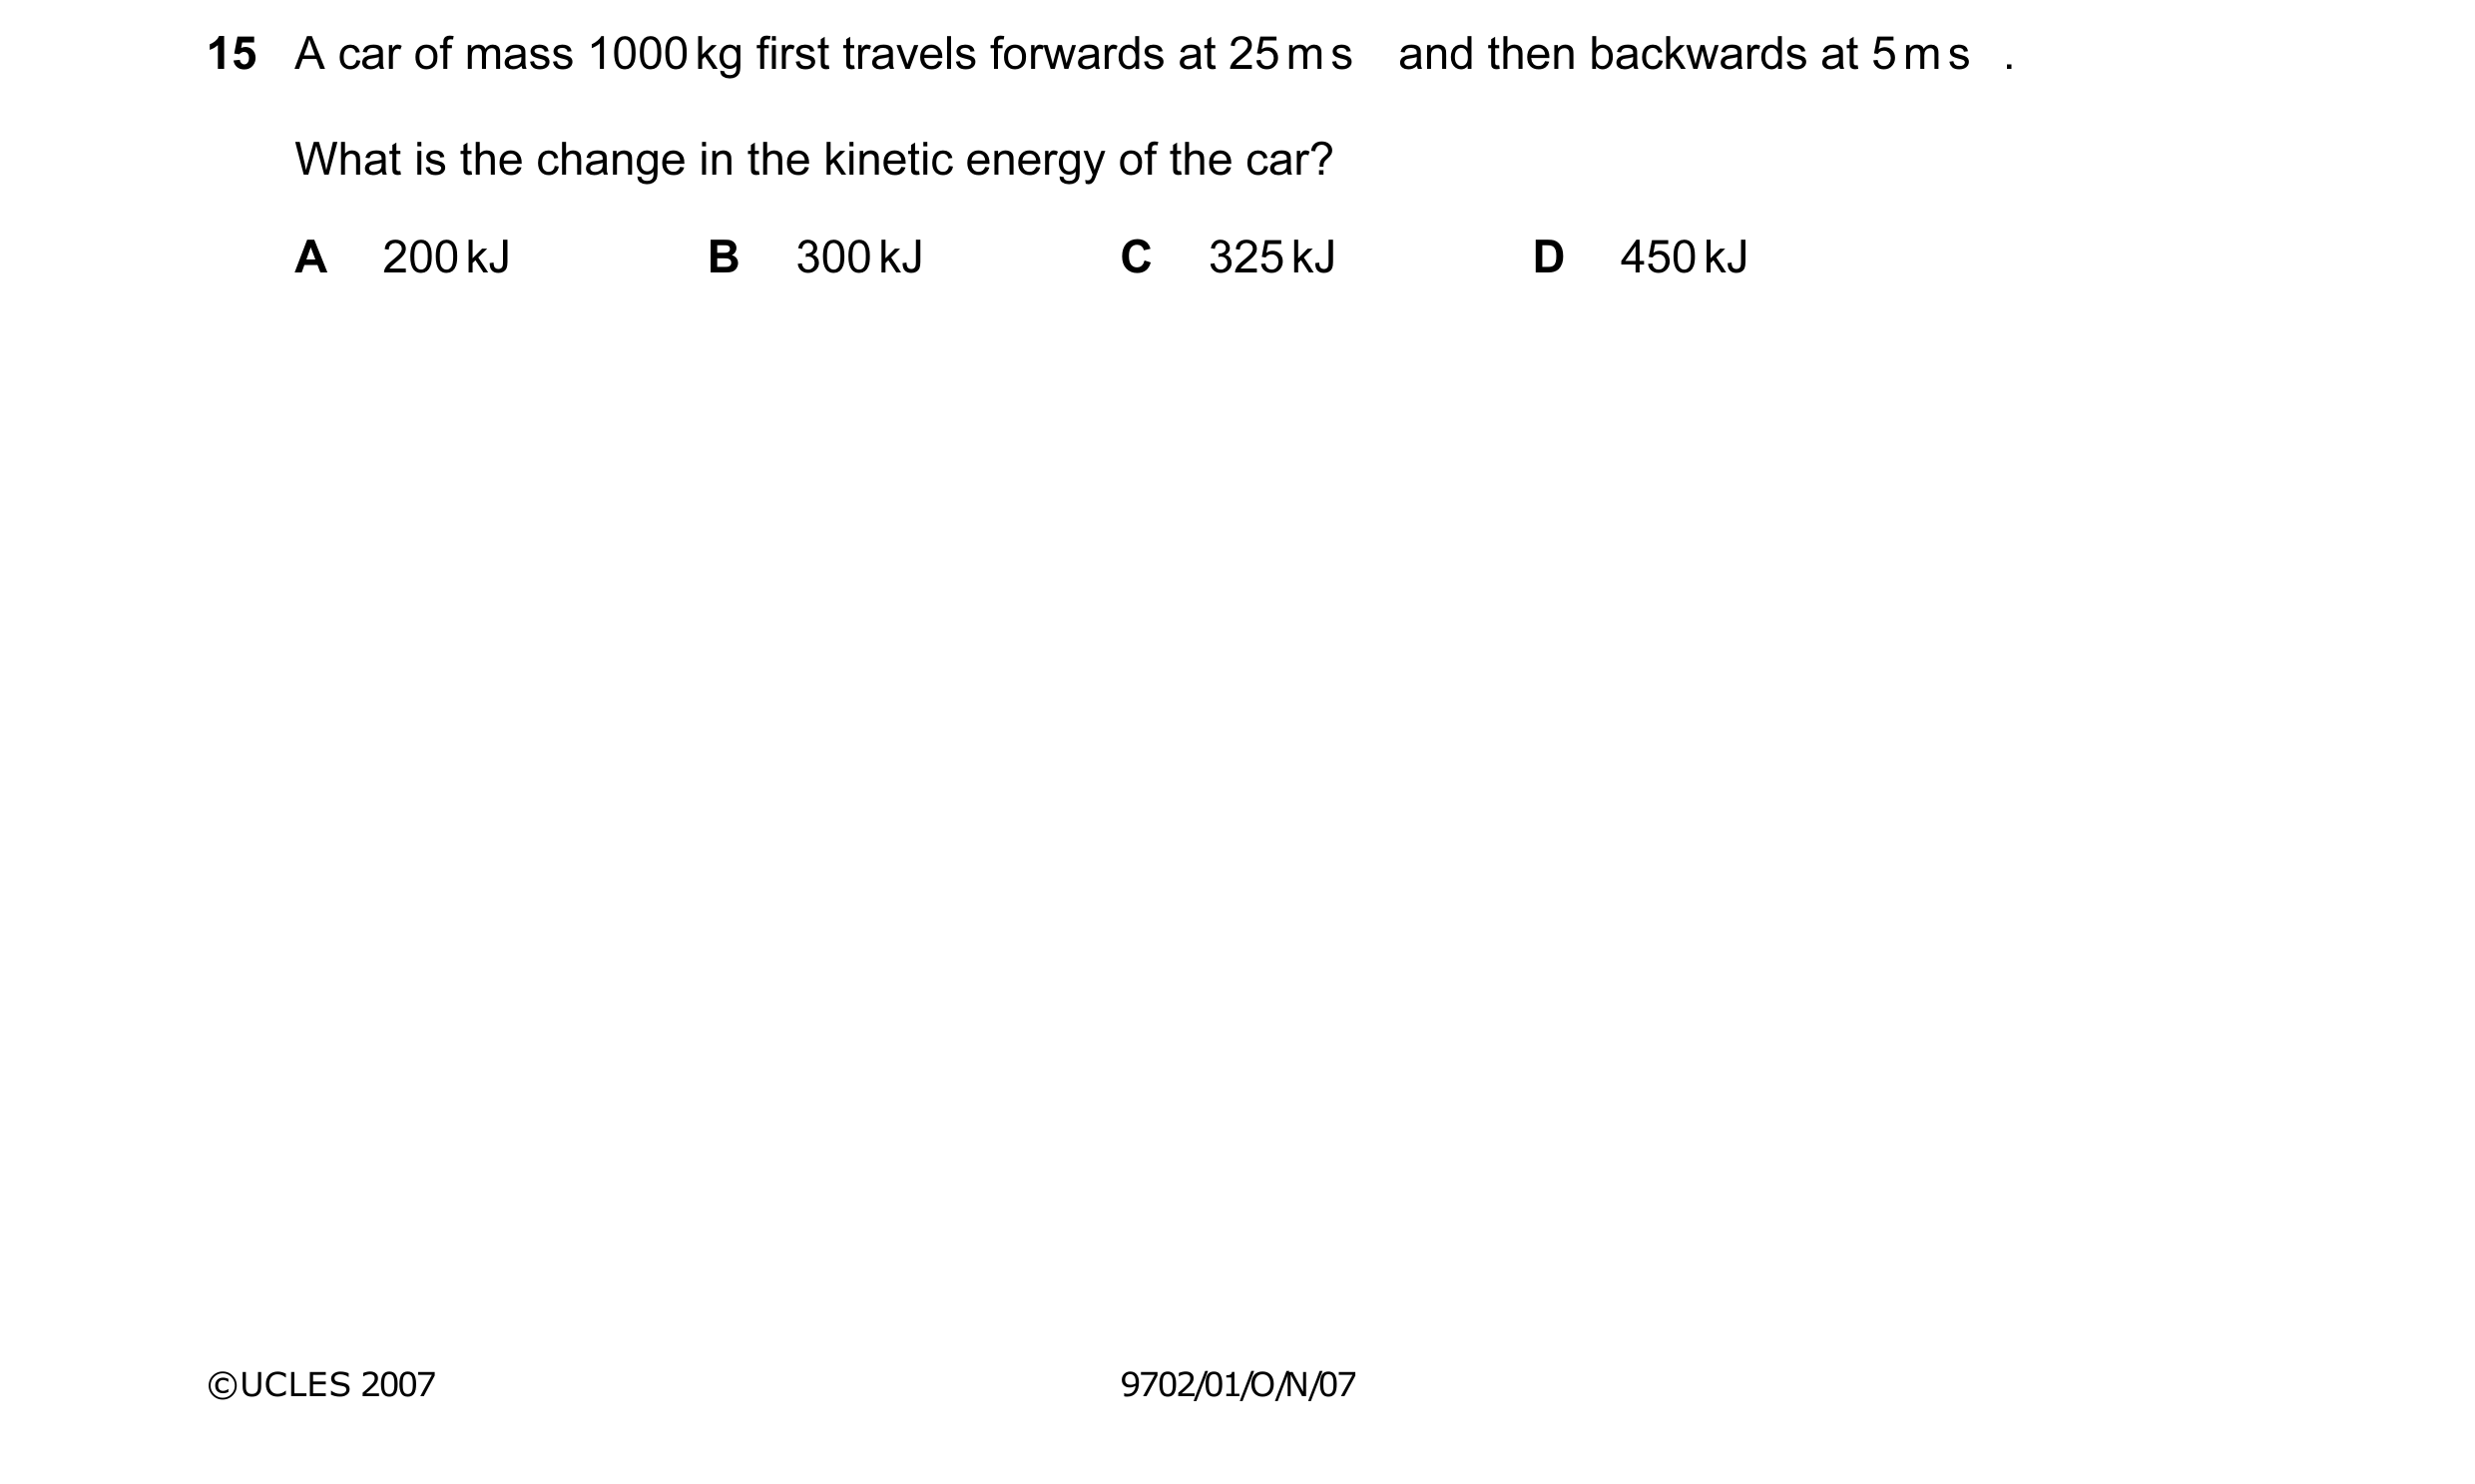 15 A car of mass 1000 kg first travels forwards at 25 m s and then backwards at 5 m s .
What is the change in the kinetic energy of the car?
A 200 kJ B 300 kJ C 325 kJ D 450 kJ
©UCLES 2007 9702/01/O/N/07